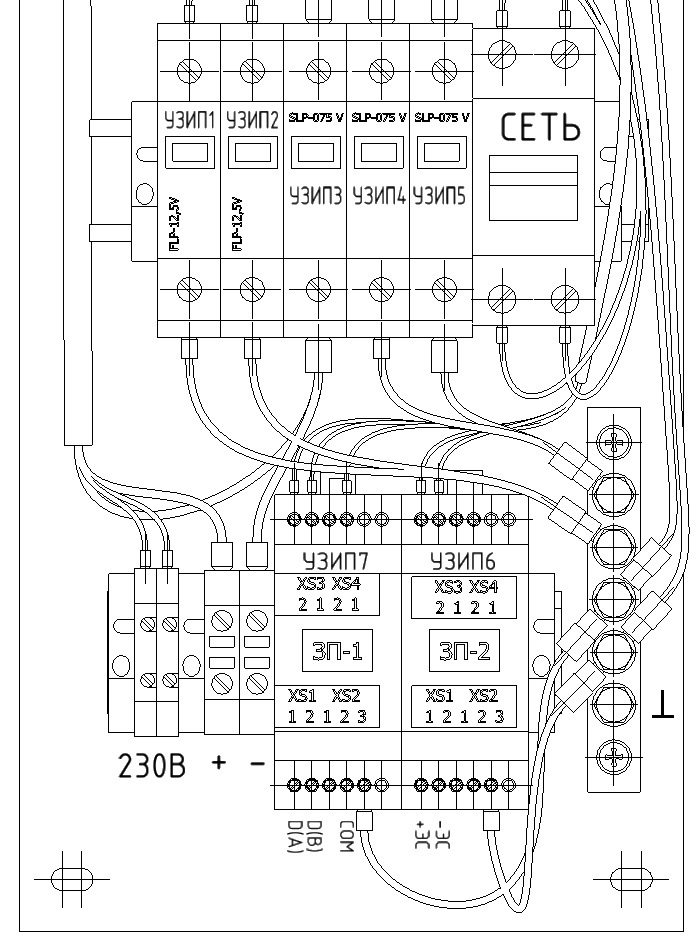 УЗИП1 УЗИП2 SLP-075 V SLP-075 V SLP-075 V СЕТЬ
УЗИП3 УЗИП4 УЗИП5
FLP-12,5V FLP-12,5V
УЗИП7 УЗИП6
XS3 XS4 XS3 XS4
2 1 2 1 2 1 2 1
ЗП-1 ЗП-2
XS1 XS2 XS1 XS2
1 2 1 2 3 1 2 1 2 3
230В + -
D(A) D(B) COM +ЭС -ЭС